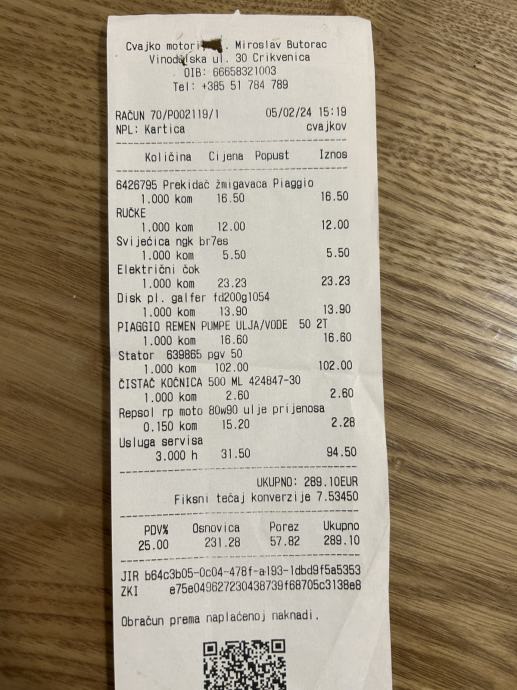 Cvajko motori . Miroslav Butorac
Vinodolska ul. 30 Crikvenica
OIB: 66658321003
Tel: +385 51 784 789
RAČUN 70/P002119/1 05/02/24 15:19
NPL: Kartica cvajkov
Količina Cijena Popust Iznos
6426795 Prekidač žmigavaca Piaggio
1.000 kom 16.50 16.50
RUČKE
1.000 kom 12.00 12.00
Svijećica ngk br7es
1.000 kom 5.50 5.50
Električni čok
1.000 kom 23.23 23.23
Disk pl. galfer fd200g1054
1.000 kom 13.90 13.90
PIAGGIO REMEN PUMPE ULJA/VODE 50 2T
1.000 kom 16.60 16.60
Stator 639865 pgv 50
1.000 kom 102.00 102.00
ČISTAČ KOČNICA 500 ML 424847-30
1.000 kom 2.60 2.60
Repsol rp moto 80w90 ulje prijenosa
0.150 kom 15.20 2.28
Usluga servisa
3.000 h 31.50 94.50
UKUPNO: 289.10EUR
Fiksni tečaj konverzije 7.53450
PDV% Osnovica Porez Ukupno
25.00 231.28 57.82 289.10
JIR b64c3b05-0c04-478f-a193-1dbd9f5a5353
ZKI e75e049627230438739f68705c3138e8
Obračun prema naplaćenoj naknadi.